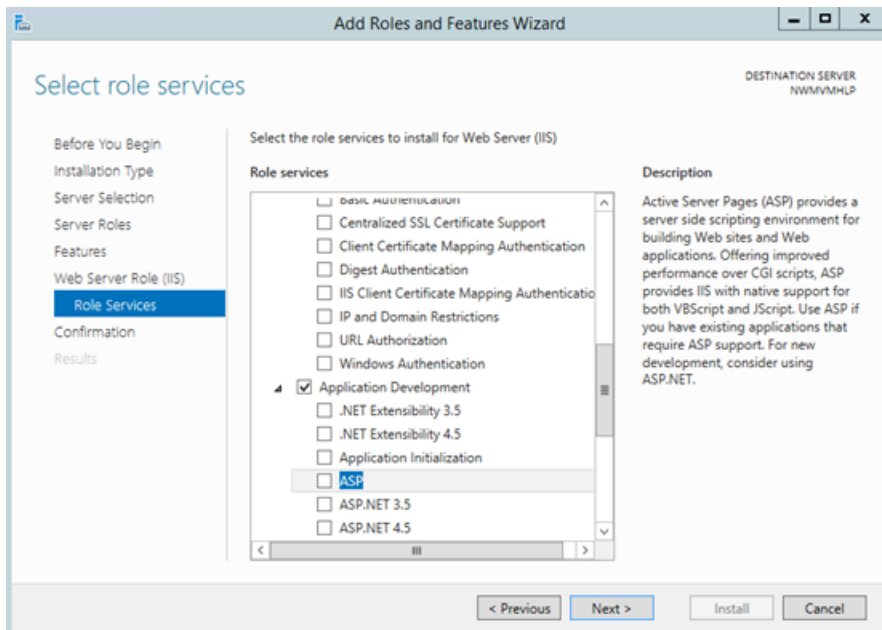 Add Roles and Features Wizard
Select role services
DESTINATION SERVER
NWMVMHLP
Before You Begin
Installation Type
Server Selection
Server Roles
Features
Web Server Role (IIS)
Role Services
Confirmation
Results
Select the role services to install for Web Server (IIS)
Role services
Basic Authentication
Centralized SSL Certificate Support
Client Certificate Mapping Authentication
Digest Authentication
IIS Client Certificate Mapping Authenticatio
IP and Domain Restrictions
URL Authorization
Windows Authentication
Application Development
.NET Extensibility 3.5
.NET Extensibility 4.5
Application Initialization
ASP
ASP.NET 3.5
ASP.NET 4.5
Description
Active Server Pages (ASP) provides a
server side scripting environment for
building Web sites and Web
applications. Offering improved
performance over CGI scripts, ASP
provides IIS with native support for
both VBScript and JScript. Use ASP if
you have existing applications that
require ASP support. For new
development, consider using
ASP.NET.
< Previous
Next >
Install
Cancel